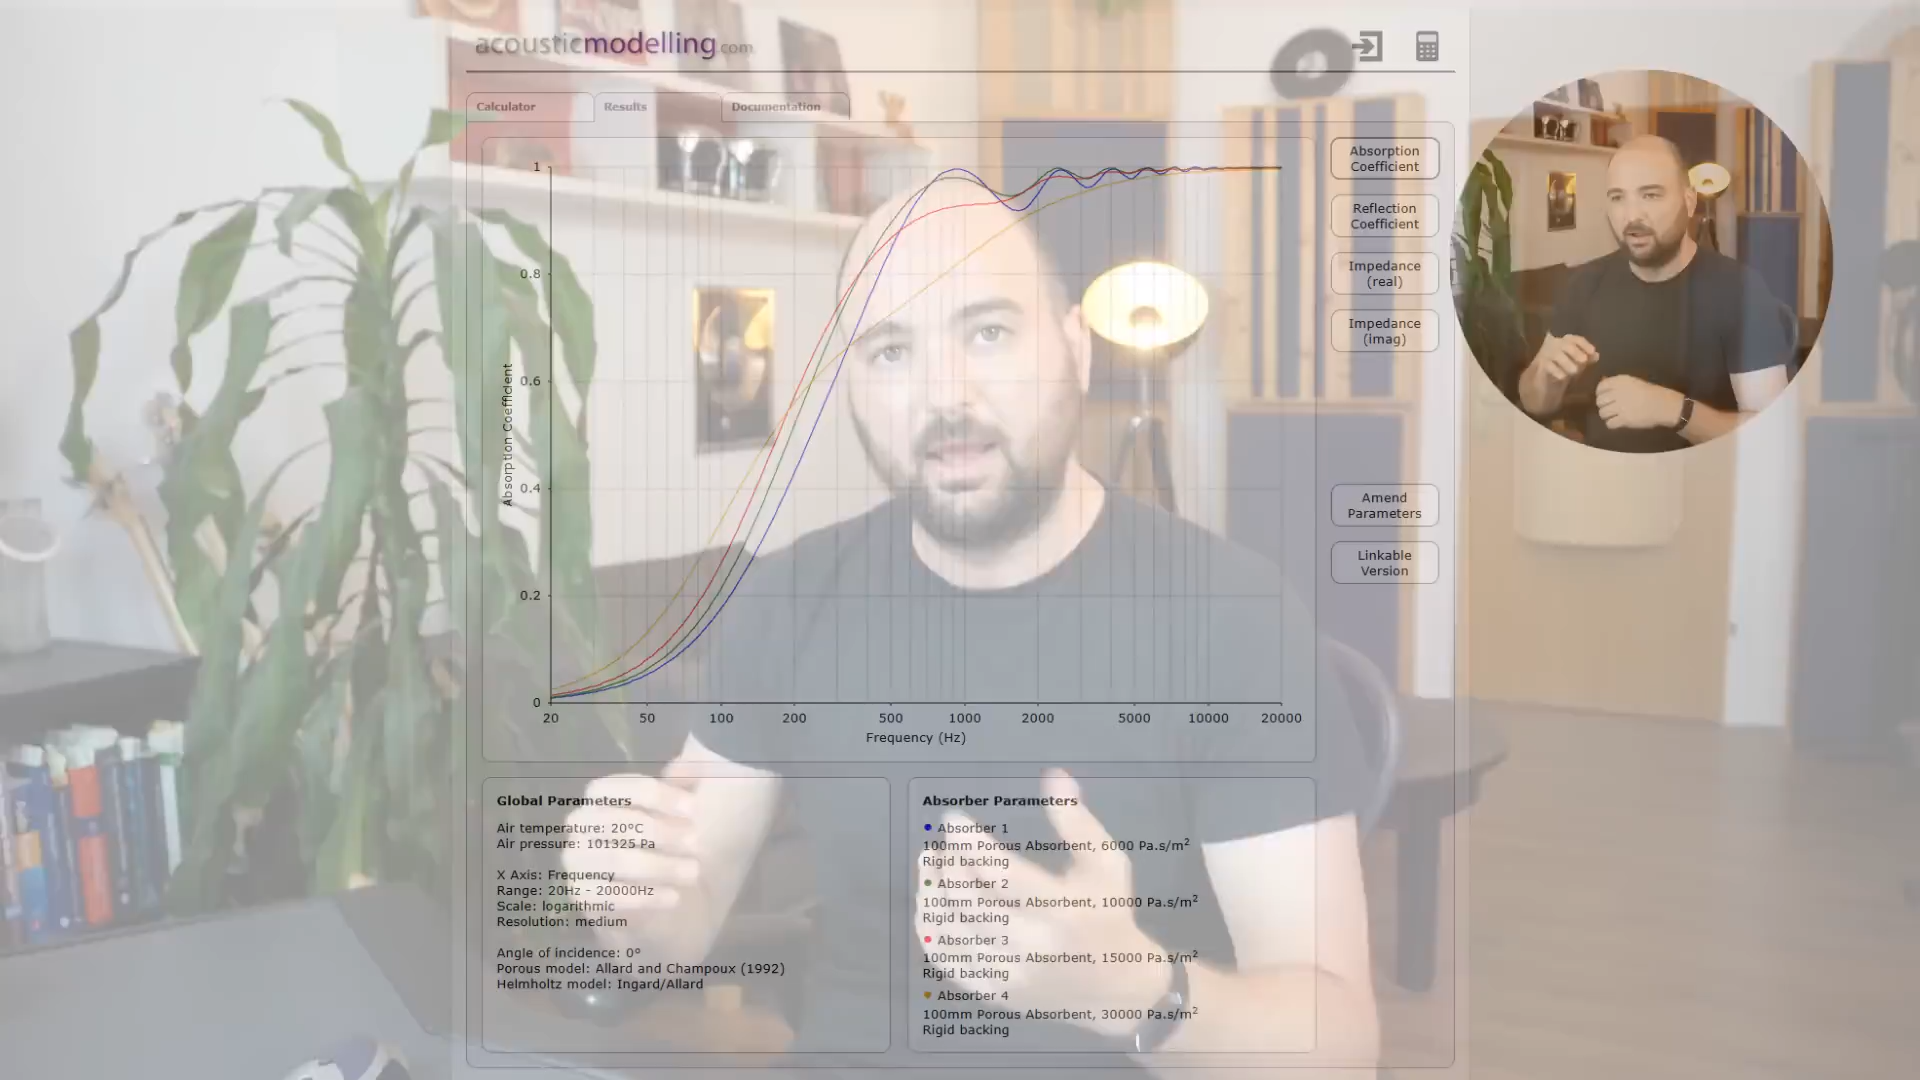 acousticmodelling.com
Calculator
Results
Documentation
1
0.8
0.6
0.4
0.2
0
Absorption Coefficient
20
50
100
200
500
1000
2000
5000
10000
20000
Frequency (Hz)
Absorption
Coefficient
Reflection
Coefficient
Impedance
(real)
Impedance
(imag)
Amend
Parameters
Linkable
Version
Global Parameters
Air temperature: 20°C
Air pressure: 101325 Pa
X Axis: Frequency
Range: 20Hz - 20000Hz
Scale: logarithmic
Resolution: medium
Angle of incidence: 0°
Porous model: Allard and Champoux (1992)
Helmholtz model: Ingard/Allard
Absorber Parameters
Absorber 1
100mm Porous Absorbent, 6000 Pa.s/m²
Rigid backing
Absorber 2
100mm Porous Absorbent, 10000 Pa.s/m²
Rigid backing
Absorber 3
100mm Porous Absorbent, 15000 Pa.s/m²
Rigid backing
Absorber 4
100mm Porous Absorbent, 30000 Pa.s/m²
Rigid backing